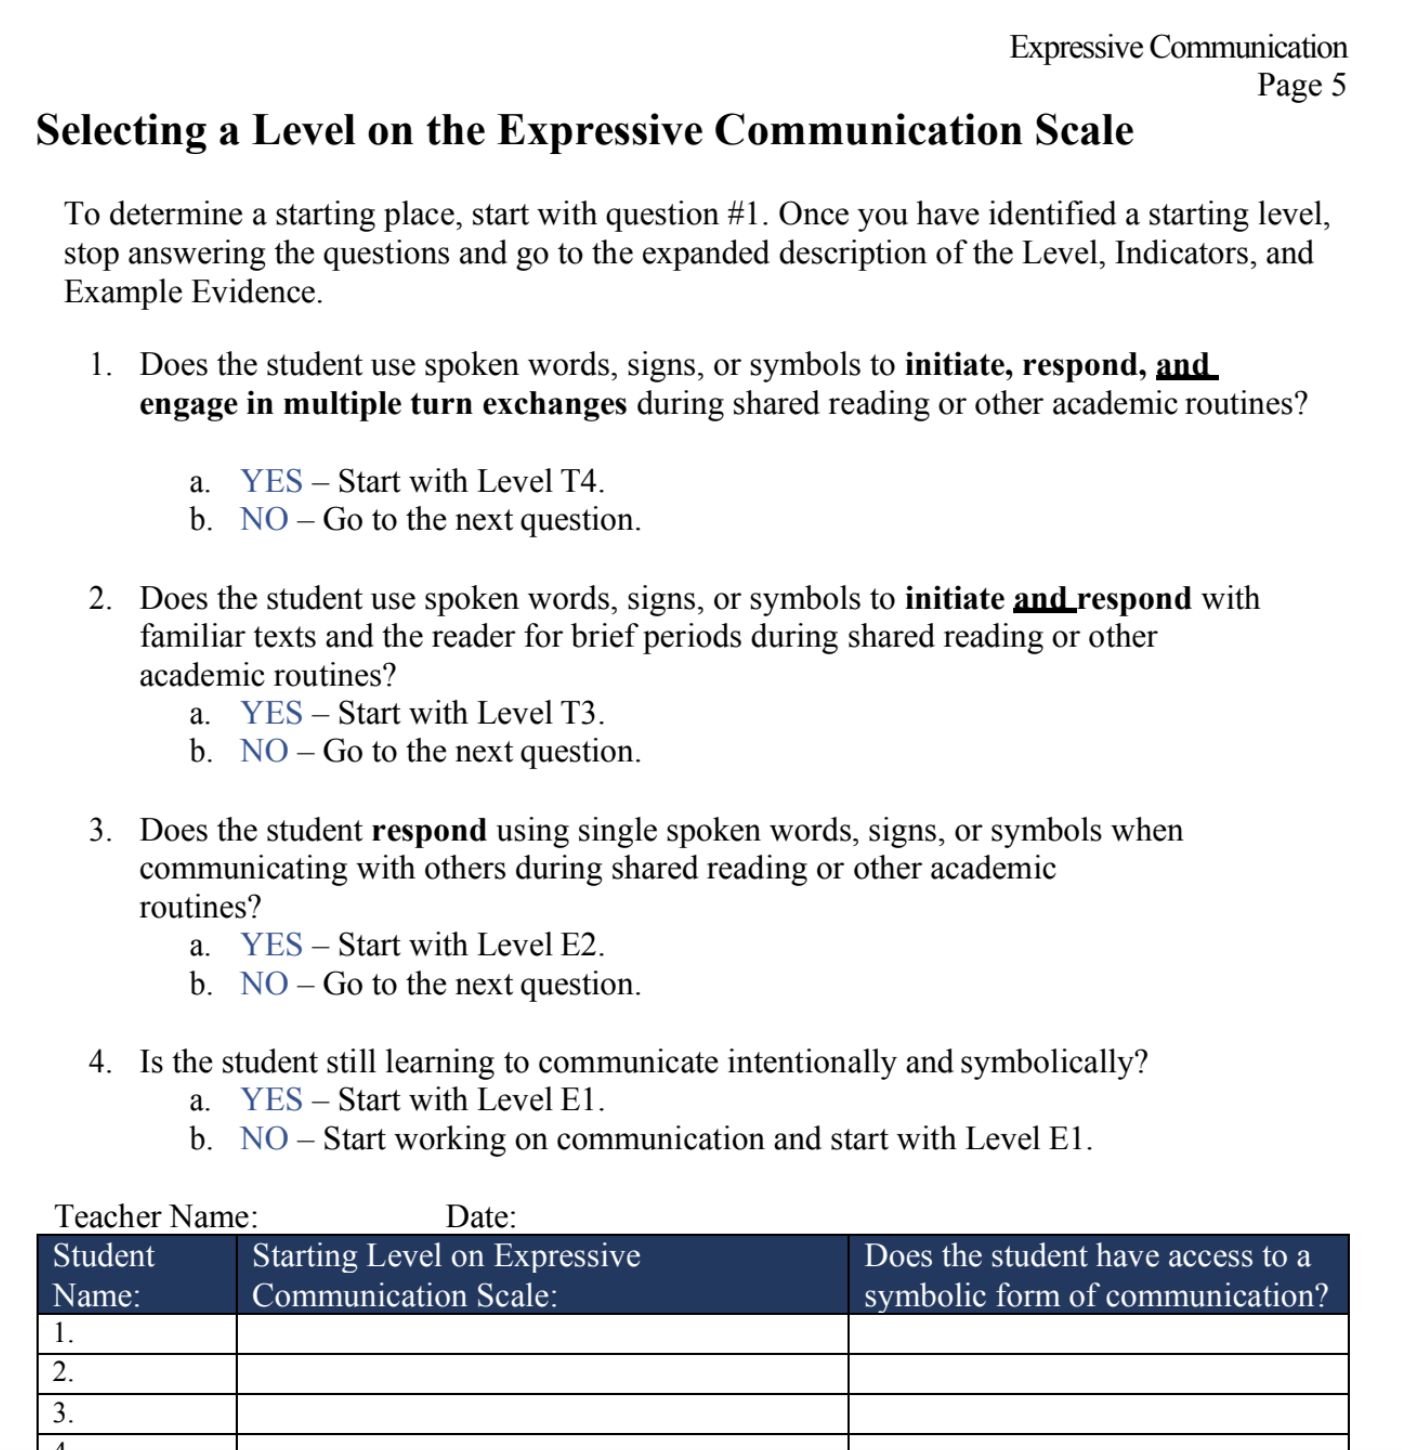 Expressive Communication
Page 5
Selecting a Level on the Expressive Communication Scale
To determine a starting place, start with question #1. Once you have identified a starting level,
stop answering the questions and go to the expanded description of the Level, Indicators, and
Example Evidence.
1. Does the student use spoken words, signs, or symbols to initiate, respond, and
engage in multiple turn exchanges during shared reading or other academic routines?
a. YES – Start with Level T4.
b. NO – Go to the next question.
2. Does the student use spoken words, signs, or symbols to initiate and respond with
familiar texts and the reader for brief periods during shared reading or other
academic routines?
a. YES – Start with Level T3.
b. NO – Go to the next question.
3. Does the student respond using single spoken words, signs, or symbols when
communicating with others during shared reading or other academic
routines?
a. YES – Start with Level E2.
b. NO – Go to the next question.
4. Is the student still learning to communicate intentionally and symbolically?
a. YES – Start with Level E1.
b. NO – Start working on communication and start with Level E1.
Teacher Name: Date:
Student Name:
Starting Level on Expressive
Communication Scale:
Does the student have access to a
symbolic form of communication?
1.
2.
3.